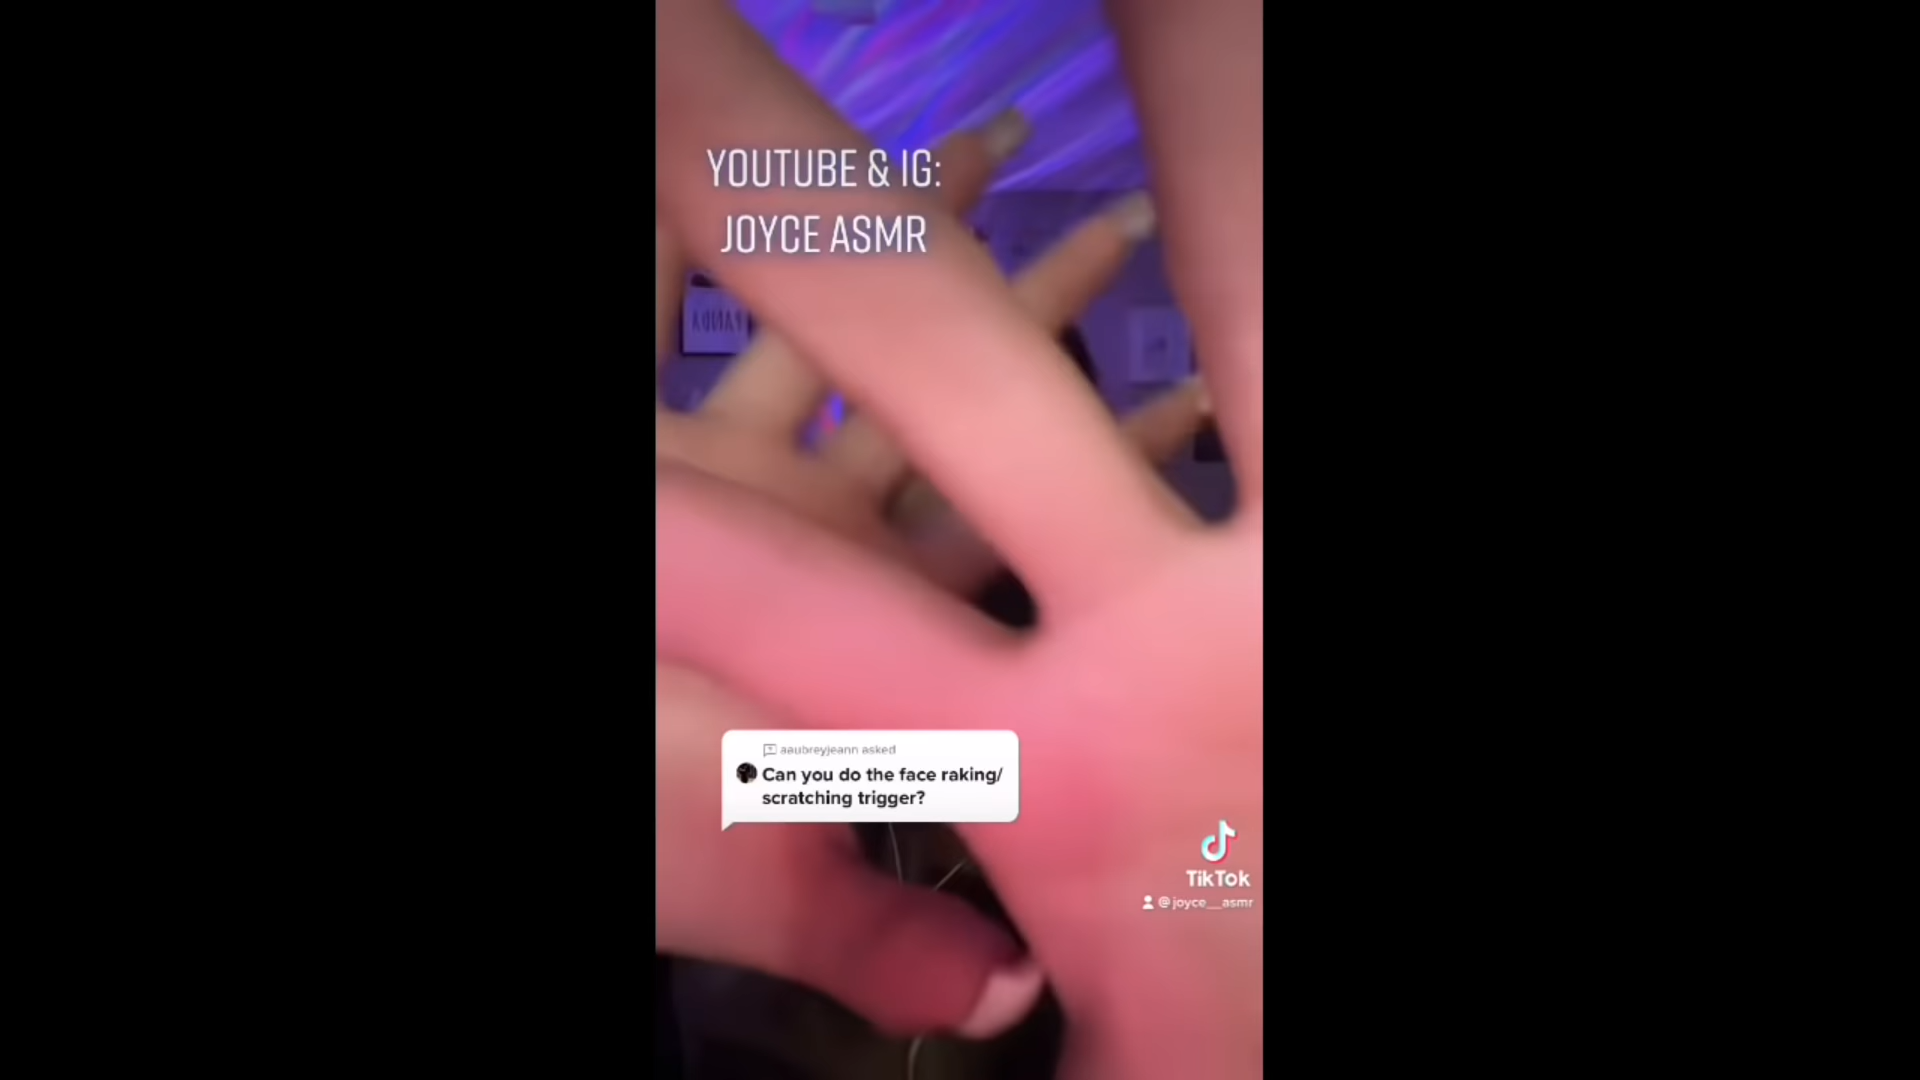 YOUTUBE & IG:
JOYCE ASMR
aaubreyjeann asked
Can you do the face raking/
scratching trigger?
TikTok
@joyce__asmr